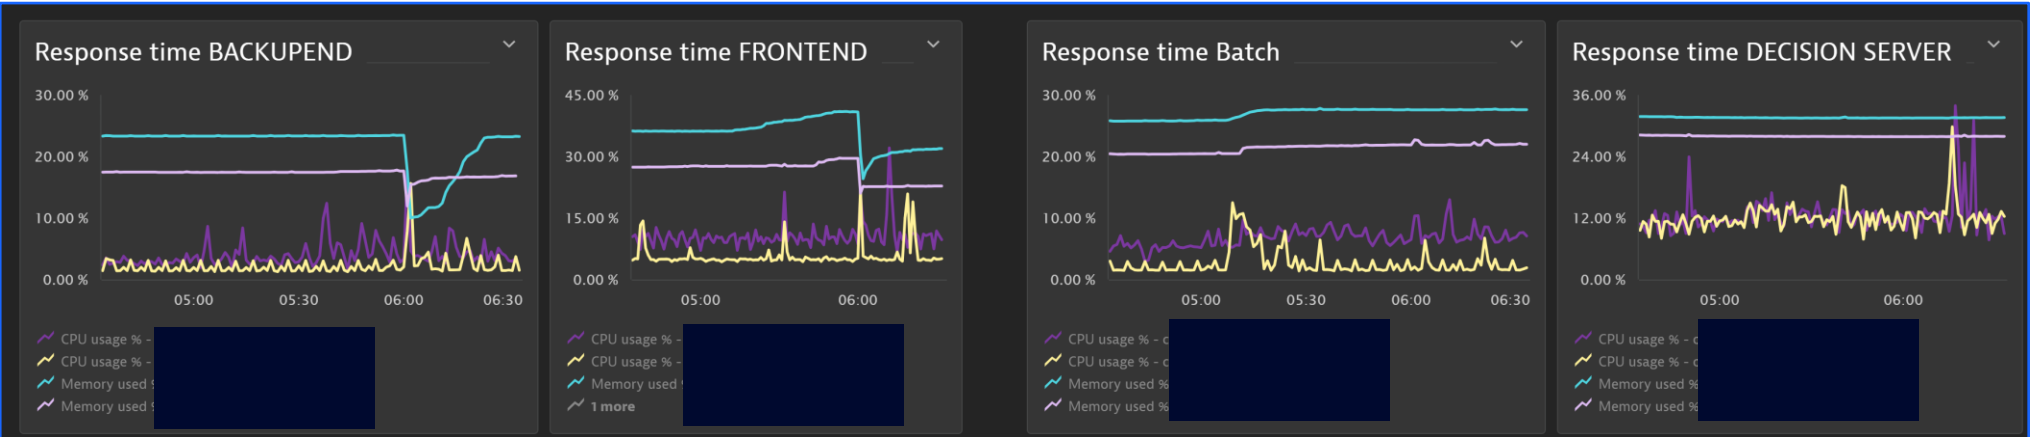 Response time BACKUPEND
30.00 %
20.00 %
10.00 %
0.00 %
05:00 05:30 06:00 06:30
CPU usage % -
CPU usage % -
Memory used %
Memory used %
Response time FRONTEND
45.00 %
30.00 %
15.00 %
0.00 %
05:00 06:00
CPU usage % -
CPU usage % -
Memory used
1 more
Response time Batch
30.00 %
20.00 %
10.00 %
0.00 %
05:00 05:30 06:00 06:30
CPU usage % - c
CPU usage % - c
Memory used %
Memory used %
Response time DECISION SERVER
36.00 %
24.00 %
12.00 %
0.00 %
05:00 06:00
CPU usage % - c
CPU usage % - c
Memory used %
Memory used %